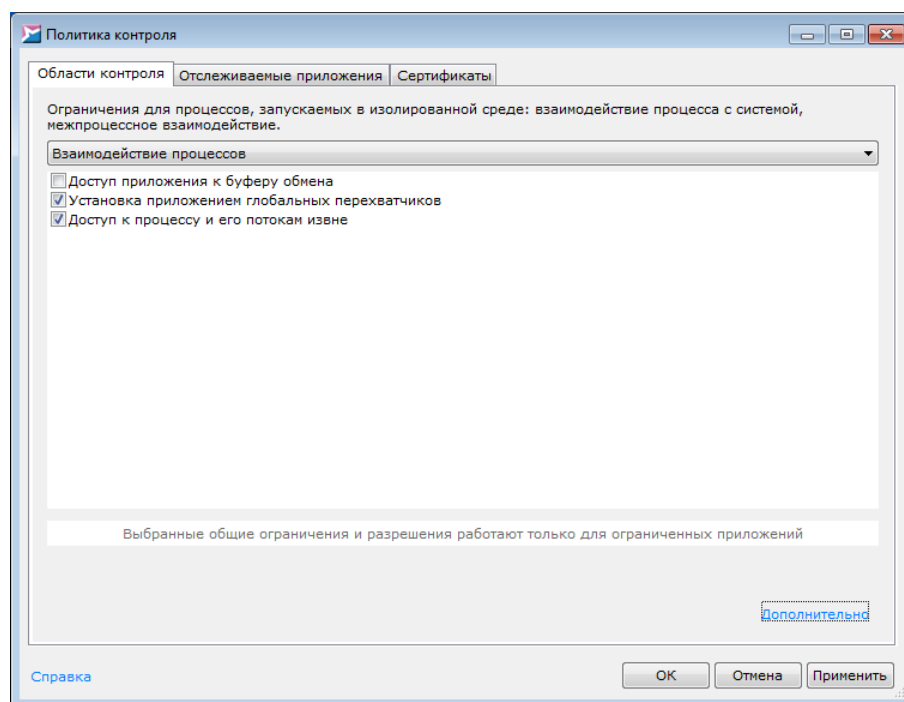 Политика контроля
Области контроля Отслеживаемые приложения Сертификаты
Ограничения для процессов, запускаемых в изолированной среде: взаимодействие процесса с системой,
межпроцессное взаимодействие.
Взаимодействие процессов
Доступ приложения к буферу обмена
Установка приложением глобальных перехватчиков
Доступ к процессу и его потокам извне
Выбранные общие ограничения и разрешения работают только для ограниченных приложений
Дополнительно
Справка ОК Отмена Применить